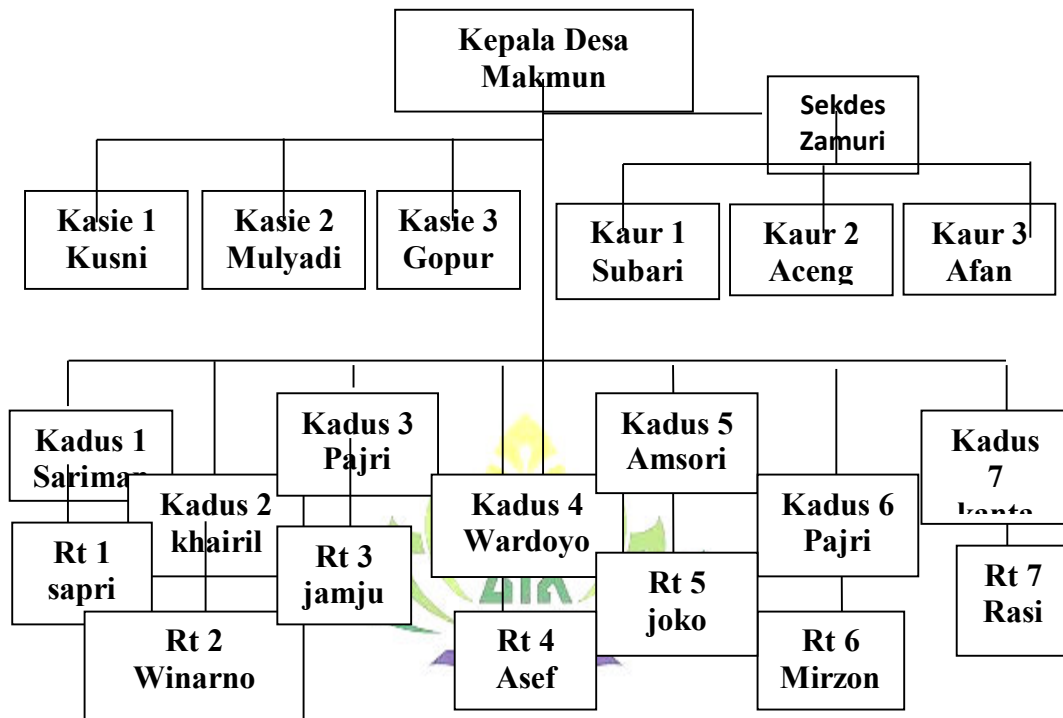 Kepala Desa
Makmun
Sekdes
Zamuri
Kasie 1
Kusni
Kasie 2
Mulyadi
Kasie 3
Gopur
Kaur 1
Subari
Kaur 2
Aceng
Kaur 3
Afan
Kadus 1
Sariman
Kadus 2
khairil
Kadus 3
Pajri
Kadus 4
Wardoyo
Kadus 5
Amsori
Kadus 6
Pajri
Kadus
7
kanta
Rt 1
sapri
Rt 2
Winarno
Rt 3
jamju
Rt 4
Asef
Rt 5
joko
Rt 6
Mirzon
Rt 7
Rasi